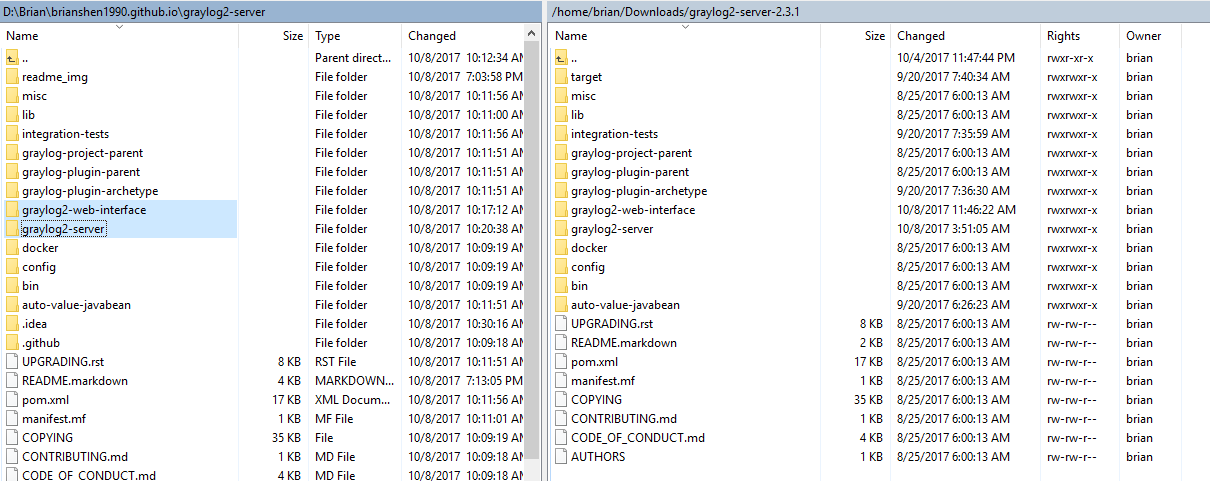 D:\Brian\brianshen1990.github.io\graylog2-server
Name Size Type Changed
.. Parent direct... 10/8/2017 10:12:34 AM
readme_img File folder 10/8/2017 7:03:58 PM
misc File folder 10/8/2017 10:11:56 AM
lib File folder 10/8/2017 10:11:00 AM
integration-tests File folder 10/8/2017 10:11:56 AM
graylog-project-parent File folder 10/8/2017 10:11:51 AM
graylog-plugin-parent File folder 10/8/2017 10:11:51 AM
graylog-plugin-archetype File folder 10/8/2017 10:11:51 AM
graylog2-web-interface File folder 10/8/2017 10:17:12 AM
graylog2-server File folder 10/8/2017 10:20:38 AM
docker File folder 10/8/2017 10:09:19 AM
config File folder 10/8/2017 10:09:19 AM
bin File folder 10/8/2017 10:09:19 AM
auto-value-javabean File folder 10/8/2017 10:11:51 AM
.idea File folder 10/8/2017 10:30:16 AM
.github File folder 10/8/2017 10:09:18 AM
UPGRADING.rst 8 KB RST File 10/8/2017 10:11:51 AM
README.markdown 4 KB MARKDOWN... 10/8/2017 7:13:05 PM
pom.xml 17 KB XML Docum... 10/8/2017 10:11:56 AM
manifest.mf 1 KB MF File 10/8/2017 10:11:01 AM
COPYING 35 KB File 10/8/2017 10:09:19 AM
CONTRIBUTING.md 1 KB MD File 10/8/2017 10:09:18 AM
CODE_OF_CONDUCT.md 4 KB MD File 10/8/2017 10:09:18 AM
/home/brian/Downloads/graylog2-server-2.3.1
Name Size Changed Rights Owner
.. 10/4/2017 11:47:44 PM rwxr-xr-x brian
target 9/20/2017 7:40:34 AM rwxrwxr-x brian
misc 8/25/2017 6:00:13 AM rwxrwxr-x brian
lib 8/25/2017 6:00:13 AM rwxrwxr-x brian
integration-tests 9/20/2017 7:35:59 AM rwxrwxr-x brian
graylog-project-parent 8/25/2017 6:00:13 AM rwxrwxr-x brian
graylog-plugin-parent 8/25/2017 6:00:13 AM rwxrwxr-x brian
graylog-plugin-archetype 9/20/2017 7:36:30 AM rwxrwxr-x brian
graylog2-web-interface 10/8/2017 11:46:22 AM rwxrwxr-x brian
graylog2-server 10/8/2017 3:51:05 AM rwxrwxr-x brian
docker 8/25/2017 6:00:13 AM rwxrwxr-x brian
config 8/25/2017 6:00:13 AM rwxrwxr-x brian
bin 8/25/2017 6:00:13 AM rwxrwxr-x brian
auto-value-javabean 9/20/2017 6:26:23 AM rwxrwxr-x brian
UPGRADING.rst 8 KB 8/25/2017 6:00:13 AM rw-rw-r-- brian
README.markdown 2 KB 8/25/2017 6:00:13 AM rw-rw-r-- brian
pom.xml 17 KB 8/25/2017 6:00:13 AM rw-rw-r-- brian
manifest.mf 1 KB 8/25/2017 6:00:13 AM rw-rw-r-- brian
COPYING 35 KB 8/25/2017 6:00:13 AM rw-rw-r-- brian
CONTRIBUTING.md 1 KB 8/25/2017 6:00:13 AM rw-rw-r-- brian
CODE_OF_CONDUCT.md 4 KB 8/25/2017 6:00:13 AM rw-rw-r-- brian
AUTHORS 1 KB 8/25/2017 6:00:13 AM rw-rw-r-- brian